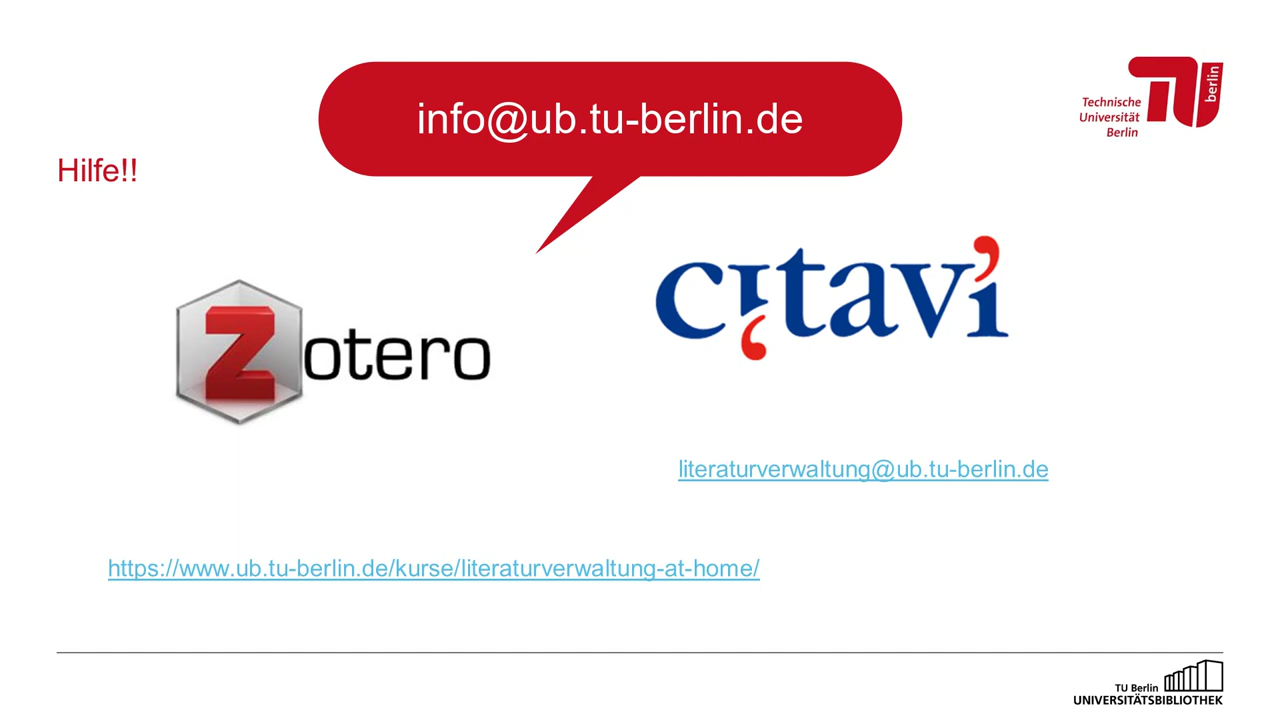 info@ub.tu-berlin.de
Technische
Universität
Berlin
berlin
Hilfe!!
zotero
citavi
literaturverwaltung@ub.tu-berlin.de
https://www.ub.tu-berlin.de/kurse/literaturverwaltung-at-home/
TU Berlin
UNIVERSITÄTSBIBLIOTHEK